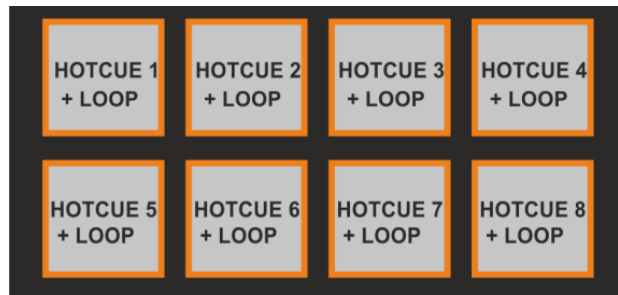 HOTCUE 1
+ LOOP
HOTCUE 2
+ LOOP
HOTCUE 3
+ LOOP
HOTCUE 4
+ LOOP
HOTCUE 5
+ LOOP
HOTCUE 6
+ LOOP
HOTCUE 7
+ LOOP
HOTCUE 8
+ LOOP